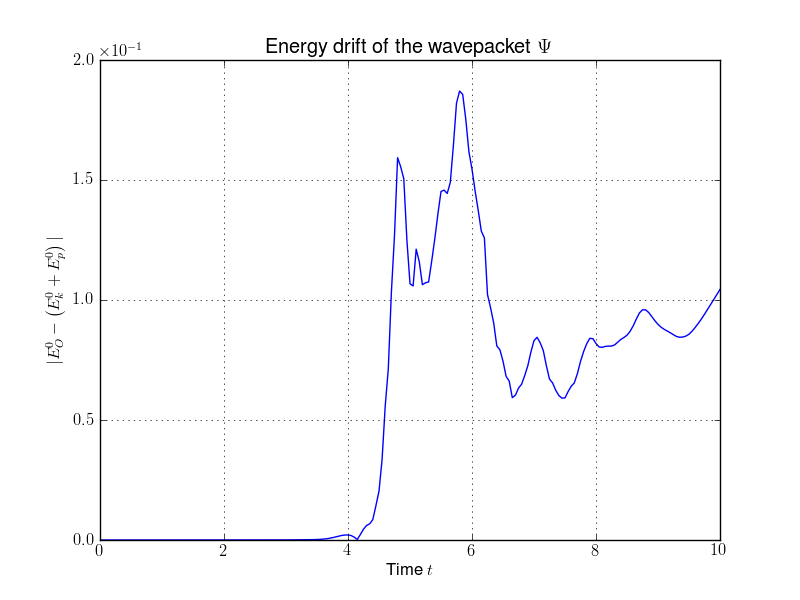 Energy drift of the wavepacket Ψ
×10⁻¹
2.0
1.5
1.0
0.5
0.0
|E_O^0 − (E_k^0 + E_p^0)|
0 2 4 6 8 10
Time t